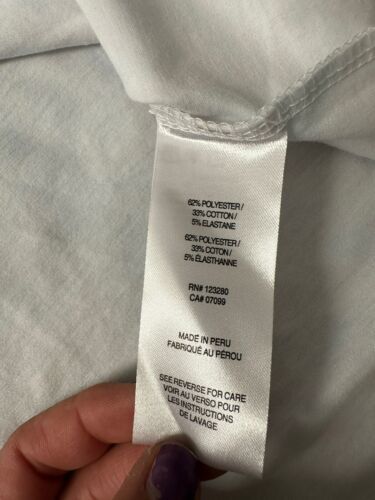 62% POLYESTER /
33% COTTON /
5% ELASTANE
62% POLYESTER /
33% COTON /
5% ÉLASTHANNE
RN# 123280
CA# 07099
MADE IN PERU
FABRIQUÉ AU PÉROU
SEE REVERSE FOR CARE
VOIR AU VERSO POUR
LES INSTRUCTIONS
DE LAVAGE